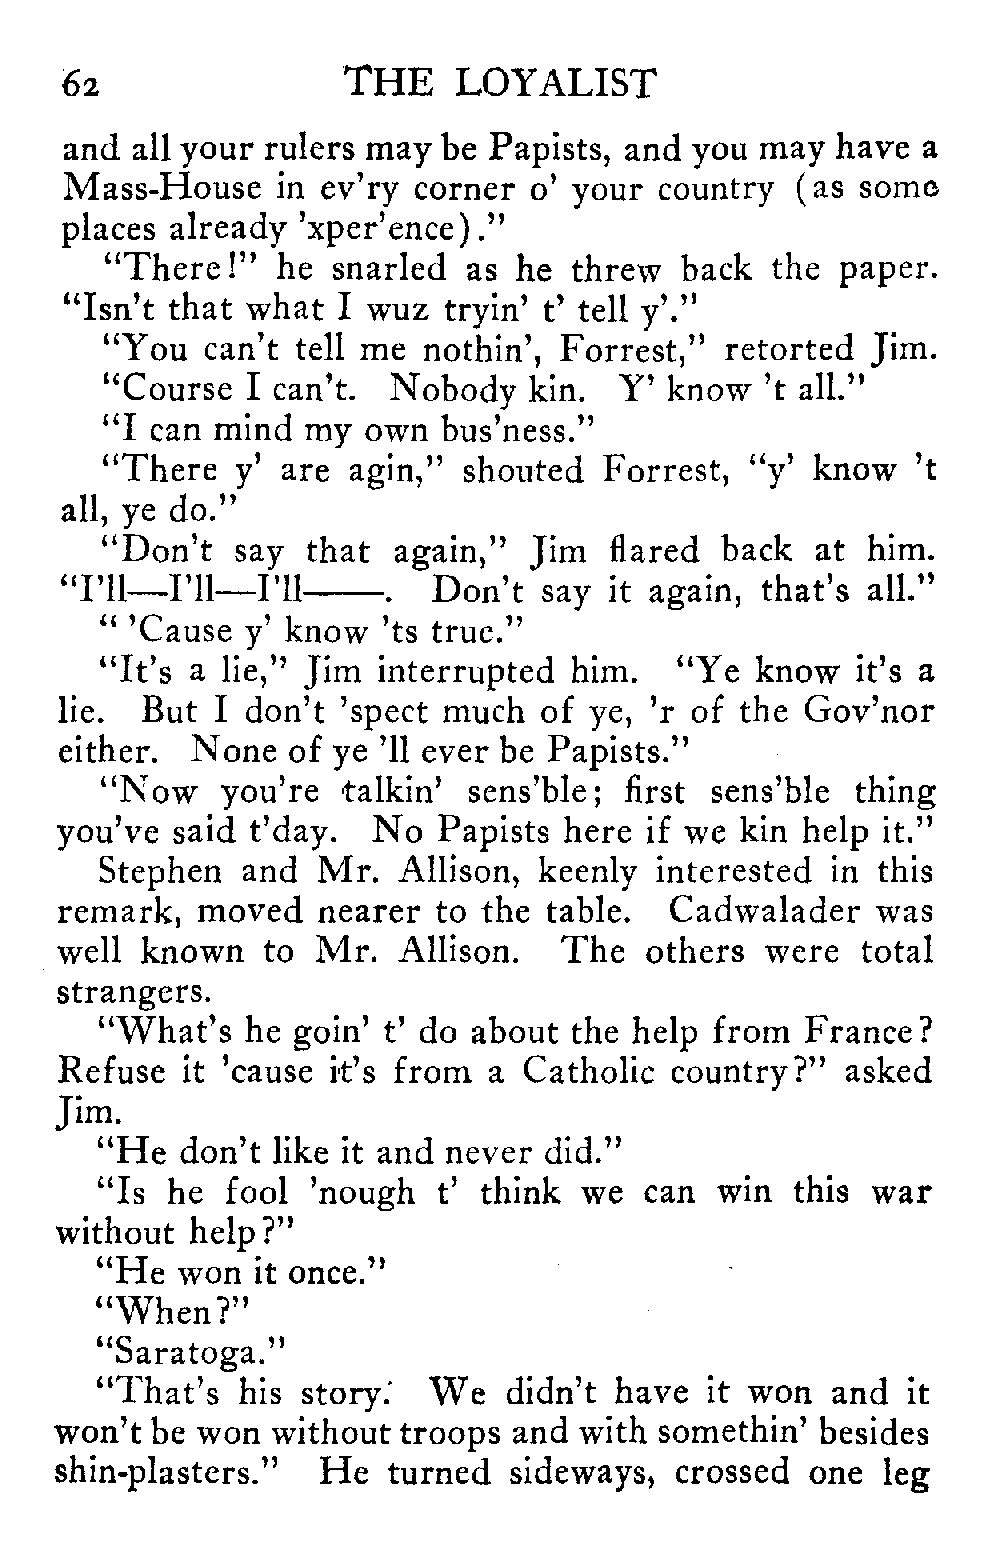 62 THE LOYALIST
and all your rulers may be Papists, and you may have a
Mass-House in ev'ry corner o' your country (as some
places already 'xper'ence)."
"There!" he snarled as he threw back the paper.
"Isn't that what I wuz tryin' t' tell y'."
"You can't tell me nothin', Forrest," retorted Jim.
"Course I can't. Nobody kin. Y' know 't all."
"I can mind my own bus'ness."
"There y' are agin," shouted Forrest, "y' know 't
all, ye do."
"Don't say that again," Jim flared back at him.
"I'll—I'll—I'll——. Don't say it again, that's all."
" 'Cause y' know 'ts true."
"It's a lie," Jim interrupted him. "Ye know it's a
lie. But I don't 'spect much of ye, 'r of the Gov'nor
either. None of ye 'll ever be Papists."
"Now you're talkin' sens'ble; first sens'ble thing
you've said t'day. No Papists here if we kin help it."
Stephen and Mr. Allison, keenly interested in this
remark, moved nearer to the table. Cadwalader was
well known to Mr. Allison. The others were total
strangers.
"What's he goin' t' do about the help from France?
Refuse it 'cause it's from a Catholic country?" asked
Jim.
"He don't like it and never did."
"Is he fool 'nough t' think we can win this war
without help?"
"He won it once."
"When?"
"Saratoga."
"That's his story. We didn't have it won and it
won't be won without troops and with somethin' besides
shin-plasters." He turned sideways, crossed one leg